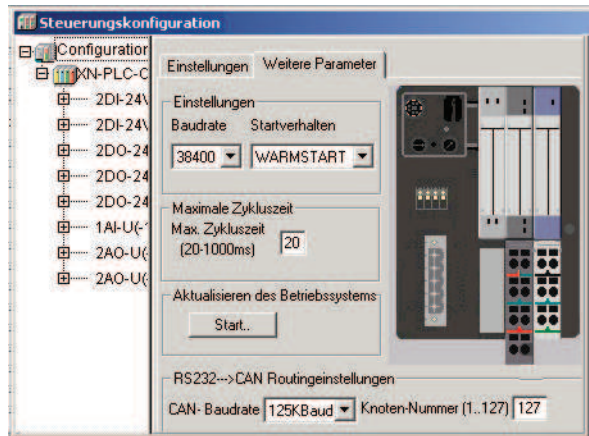 Steuerungskonfiguration
Configuration
XN-PLC-C
2DI-24V
2DI-24V
2DO-24
2DO-24
2DO-24
1AI-U(-
2AO-U(
2AO-U(
Einstellungen Weitere Parameter
Einstellungen
Baudrate Startverhalten
38400 WARMSTART
Maximale Zykluszeit
Max. Zykluszeit
(20-1000ms) 20
Aktualisieren des Betriebssystems
Start..
RS232--->CAN Routingeinstellungen
CAN- Baudrate 125KBaud Knoten-Nummer (1..127) 127